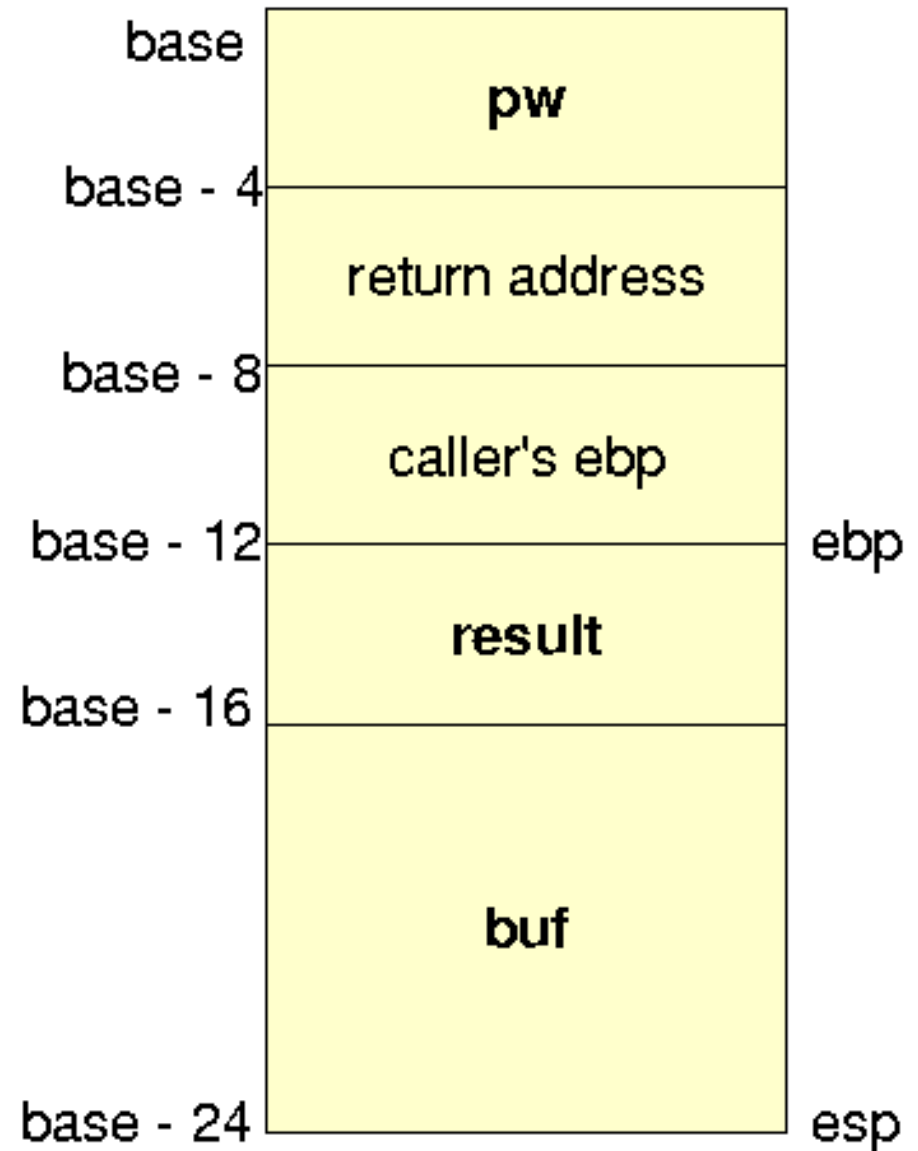 base
pw
base - 4
return address
base - 8
caller's ebp
base - 12
ebp
result
base - 16
buf
base - 24
esp